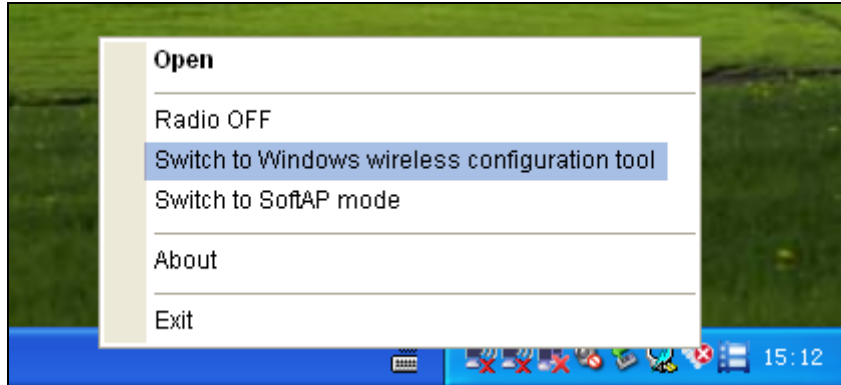 Open
Radio OFF
Switch to Windows wireless configuration tool
Switch to SoftAP mode
About
Exit
15:12